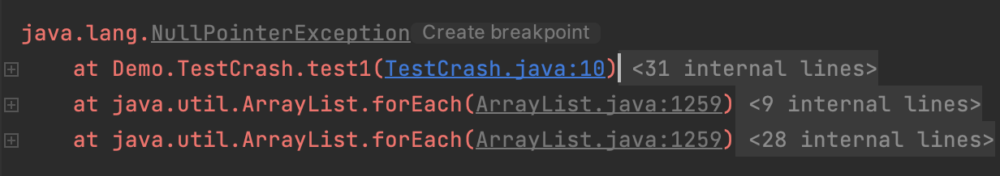 java.lang.NullPointerException Create breakpoint
at Demo.TestCrash.test1(TestCrash.java:10) <31 internal lines>
at java.util.ArrayList.forEach(ArrayList.java:1259) <9 internal lines>
at java.util.ArrayList.forEach(ArrayList.java:1259) <28 internal lines>